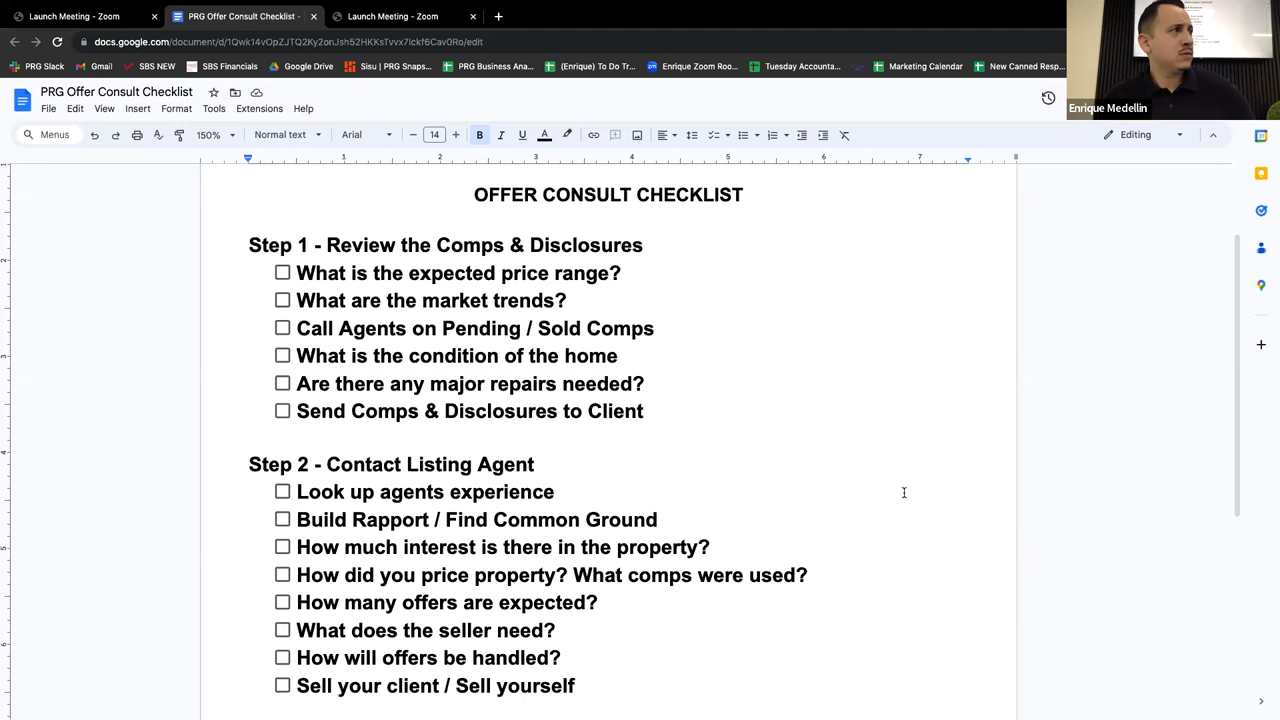 Launch Meeting - Zoom
PRG Offer Consult Checklist -
Launch Meeting - Zoom
docs.google.com/document/d/1Qwk14vOpZJTQ2Ky2onJsh52HKKsTvvx7lckf6Cav0Ro/edit
PRG Slack
Gmail
SBS NEW
SBS Financials
Google Drive
Sisu | PRG Snaps...
PRG Business Ana...
(Enrique) To Do Tr...
Enrique Zoom Roo...
Tuesday Accounta...
Marketing Calendar
New Canned Resp...
Enrique Medellin
PRG Offer Consult Checklist
File Edit View Insert Format Tools Extensions Help
Menus
150%
Normal text
Arial
14
B I U A
Editing
1 2 3 4 5 6 7 8
OFFER CONSULT CHECKLIST
Step 1 - Review the Comps & Disclosures
What is the expected price range?
What are the market trends?
Call Agents on Pending / Sold Comps
What is the condition of the home
Are there any major repairs needed?
Send Comps & Disclosures to Client
Step 2 - Contact Listing Agent
Look up agents experience
Build Rapport / Find Common Ground
How much interest is there in the property?
How did you price property? What comps were used?
How many offers are expected?
What does the seller need?
How will offers be handled?
Sell your client / Sell yourself